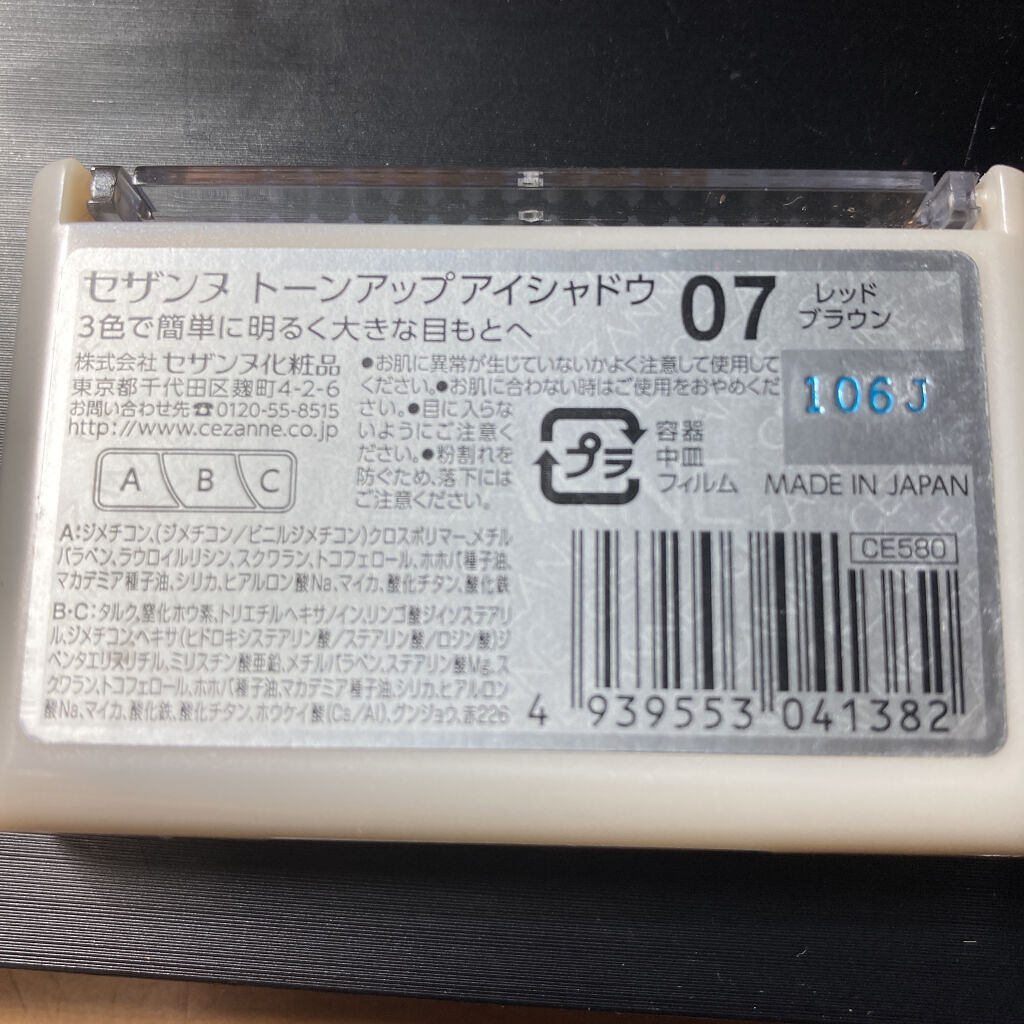 セザンヌ トーンアップアイシャドウ
3色で簡単に明るく大きな目もとへ
07
レッド
ブラウン
株式会社 セザンヌ化粧品
東京都千代田区麹町4-2-6
お問い合わせ先☎0120-55-8515
http://www.cezanne.co.jp
●お肌に異常が生じていないかよく注意して使用して
ください。●お肌に合わない時はご使用をおやめくだ
さい。●目に入らな
いようにご注意く
ださい。●粉割れを
防ぐため、落下には
ご注意ください。
106J
プラ
容器
中皿
フィルム
MADE IN JAPAN
A B C
A:ジメチコン、(ジメチコン/ビニルジメチコン)クロスポリマー、メチル
パラベン、ラウロイルリシン、スクワラン、トコフェロール、ホホバ種子油、
マカデミア種子油、シリカ、ヒアルロン酸Na、マイカ、酸化チタン、酸化鉄
B・C:タルク、窒化ホウ素、トリエチルヘキサノイン、リンゴ酸ジイソステアリ
ル、ジメチコン、ヘキサ(ヒドロキシステアリン酸/ステアリン酸/ロジン酸)ジ
ペンタエリスリチル、ミリスチン酸亜鉛、メチルパラベン、ステアリン酸Mg、ス
クワラン、トコフェロール、ホホバ種子油、マカデミア種子油、シリカ、ヒアルロン
酸Na、マイカ、酸化鉄、酸化チタン、ホウケイ酸(Ca/Al)、グンジョウ、赤226
CE580
4 939553 041382